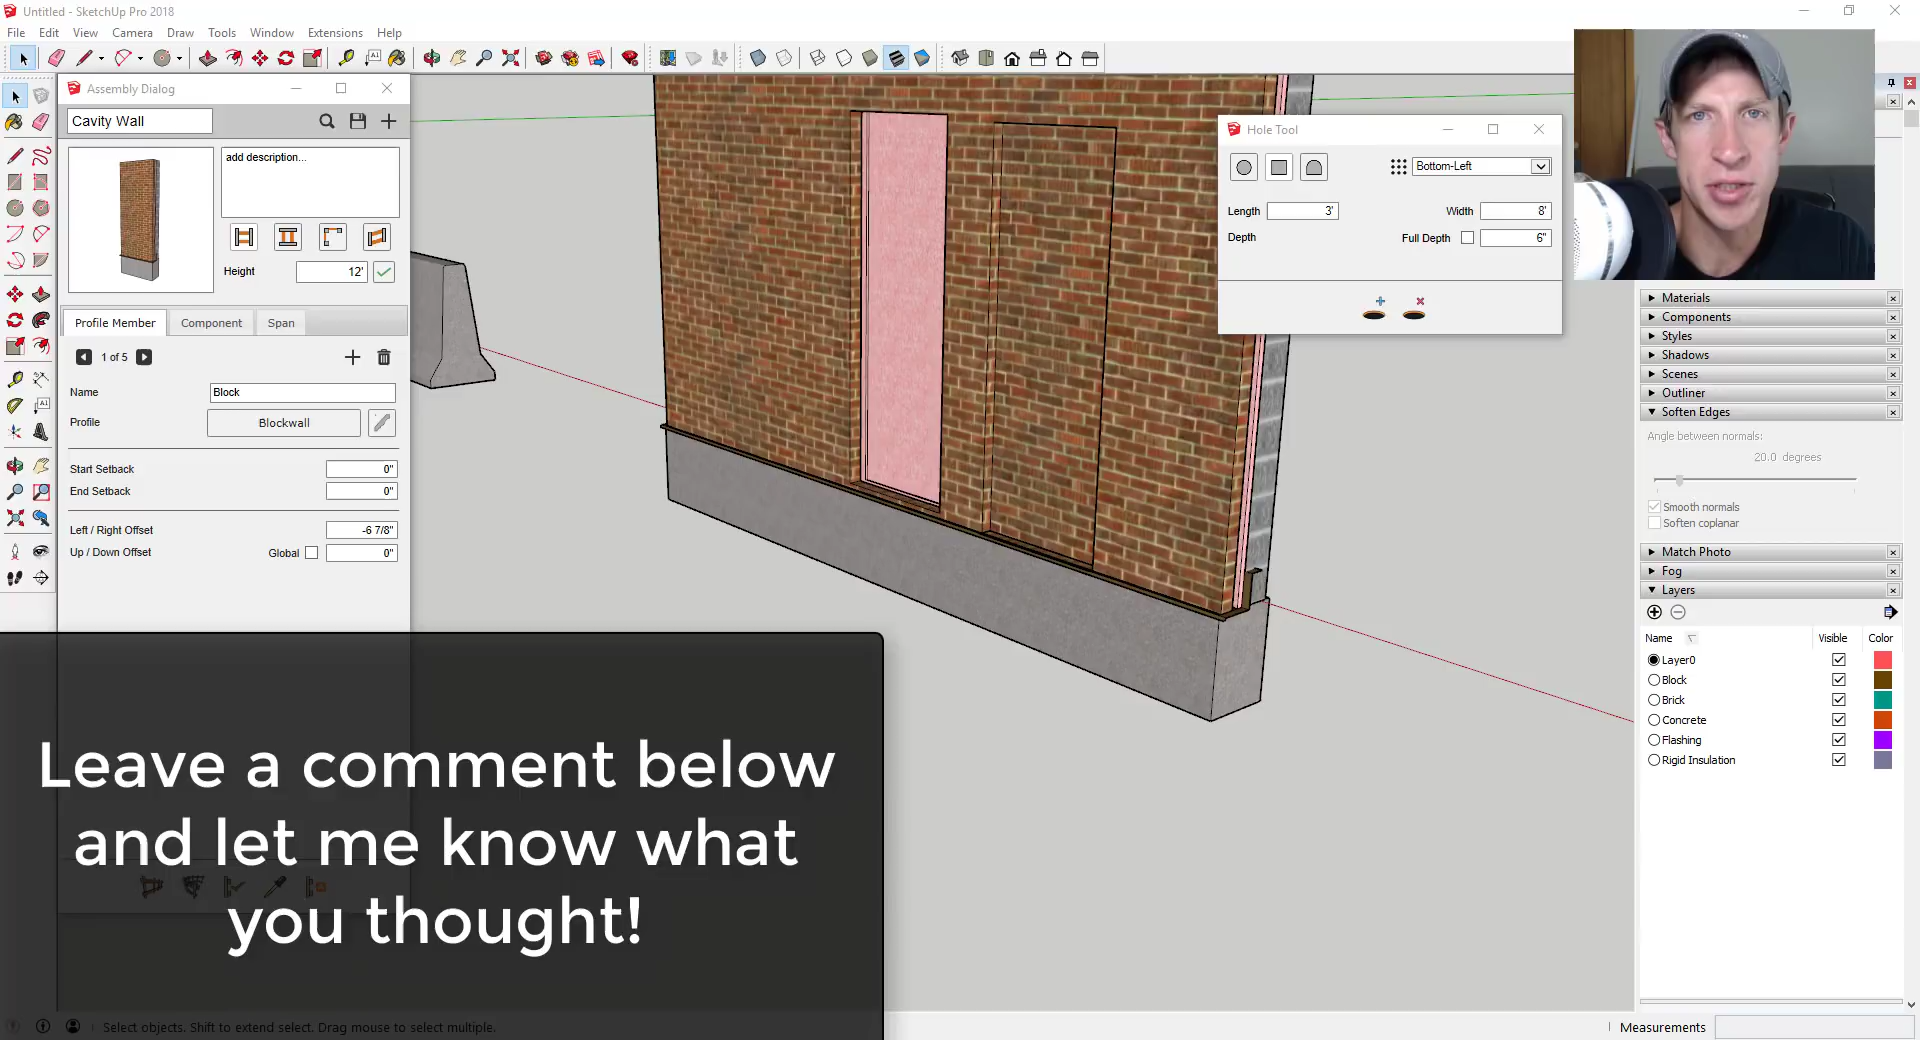 Untitled - SketchUp Pro 2018
File Edit View Camera Draw Tools Window Extensions Help
Assembly Dialog
Cavity Wall
add description...
Height 12'
Profile Member Component Span
1 of 5
Name Block
Profile Blockwall
Start Setback 0"
End Setback 0"
Left / Right Offset -6 7/8"
Up / Down Offset Global 0"
Hole Tool
Bottom-Left
Length 3' Width 8'
Depth Full Depth 6"
Materials
Components
Styles
Shadows
Scenes
Outliner
Soften Edges
Angle between normals:
20.0 degrees
Smooth normals
Soften coplanar
Match Photo
Fog
Layers
Name Visible Color
Layer0
Block
Brick
Concrete
Flashing
Rigid Insulation
Leave a comment below
and let me know what
you thought!
Select objects. Shift to extend select. Drag mouse to select multiple.
Measurements